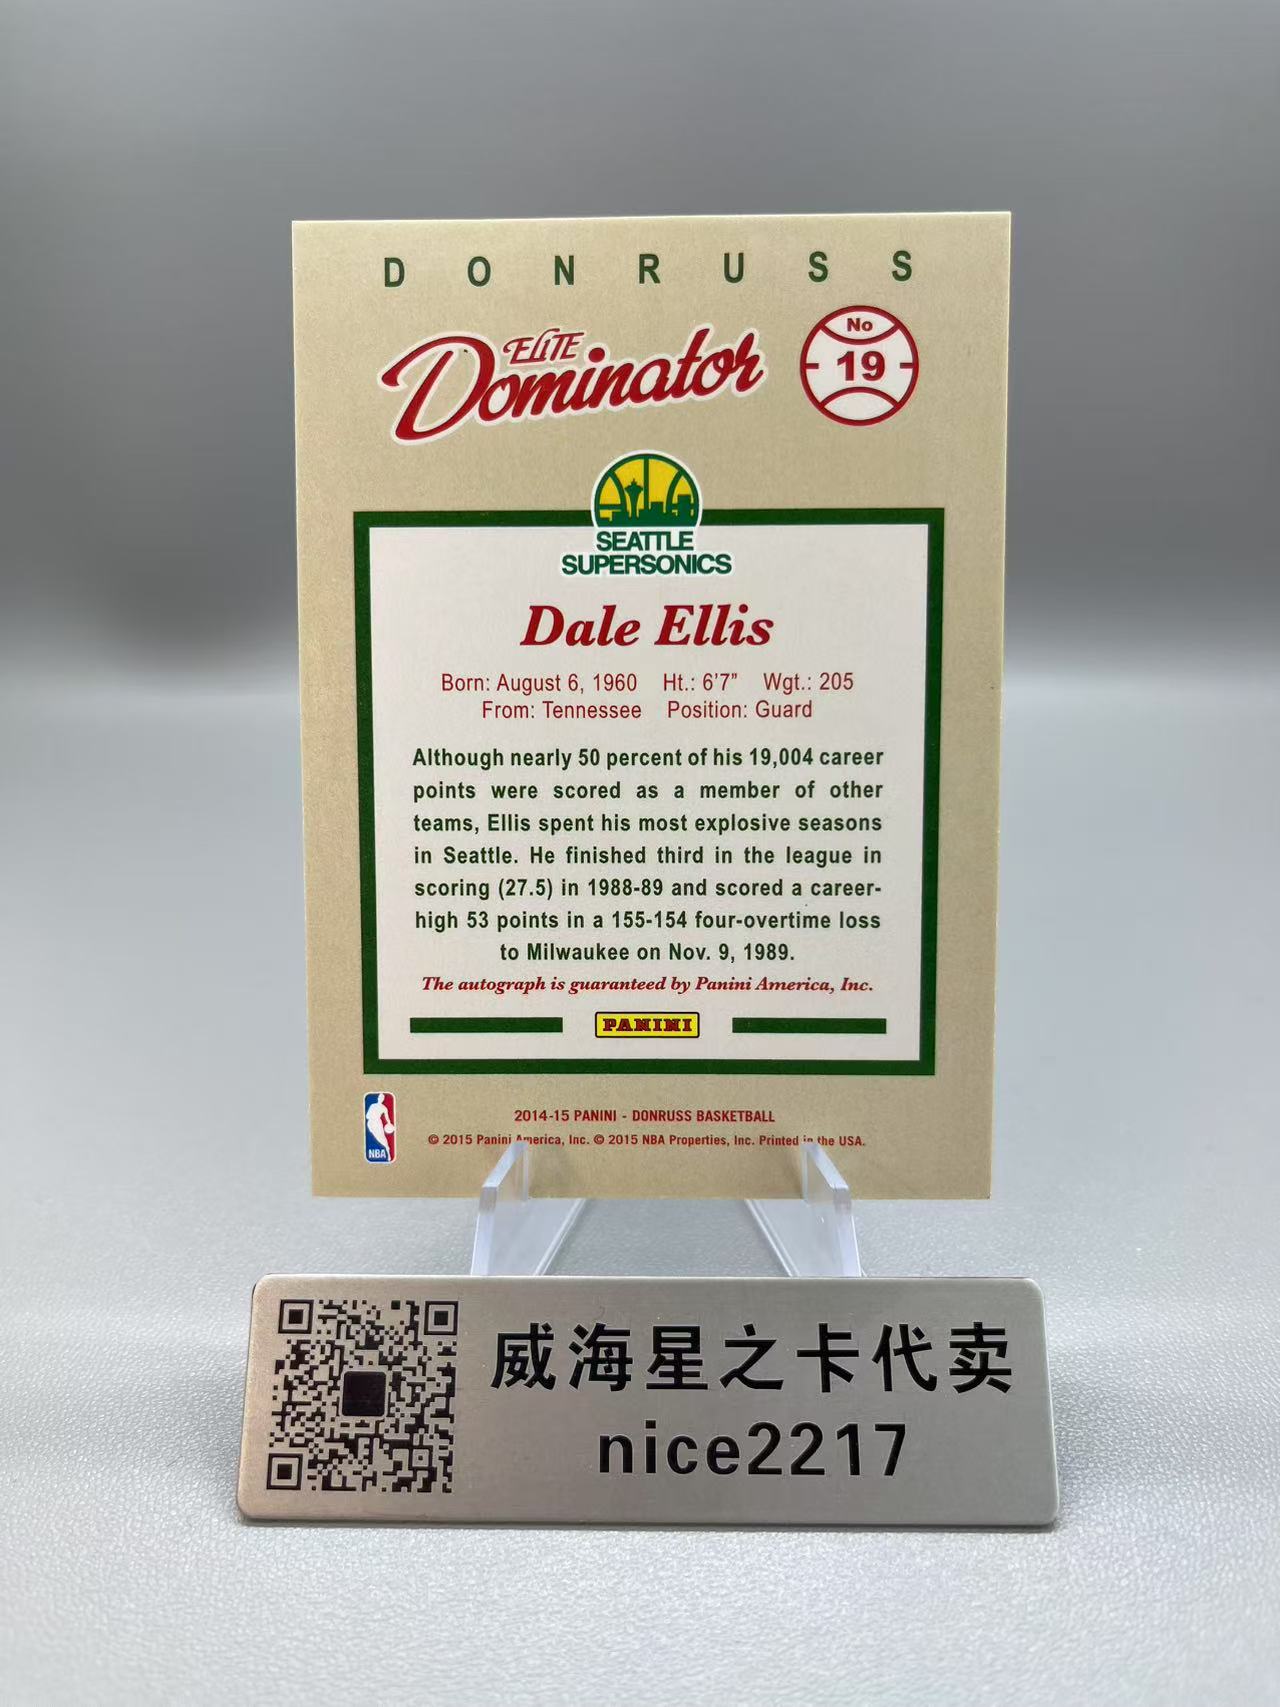 DONRUSS
ELITE
Dominator
No
19
SEATTLE
SUPERSONICS
Dale Ellis
Born: August 6, 1960 Ht.: 6'7" Wgt.: 205
From: Tennessee Position: Guard
Although nearly 50 percent of his 19,004 career
points were scored as a member of other
teams, Ellis spent his most explosive seasons
in Seattle. He finished third in the league in
scoring (27.5) in 1988-89 and scored a career-
high 53 points in a 155-154 four-overtime loss
to Milwaukee on Nov. 9, 1989.
The autograph is guaranteed by Panini America, Inc.
PANINI
NBA
2014-15 PANINI - DONRUSS BASKETBALL
© 2015 Panini America, Inc. © 2015 NBA Properties, Inc. Printed in the USA.
威海星之卡代卖
nice2217